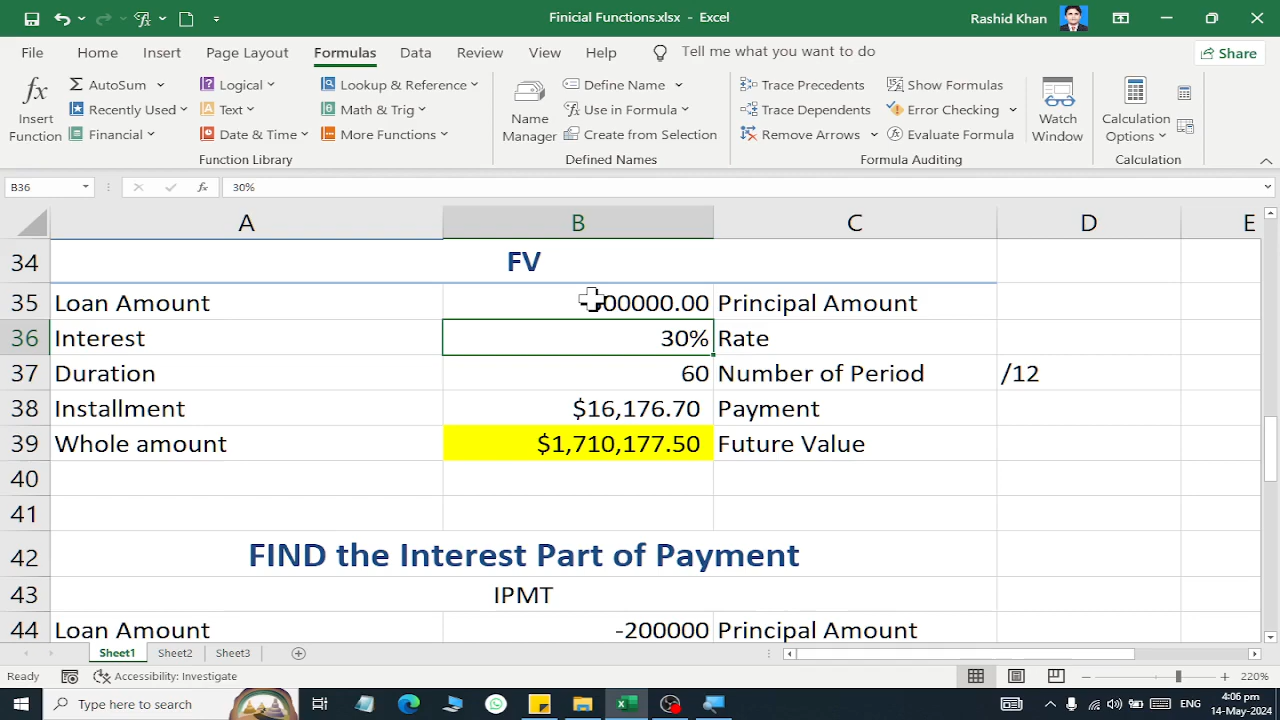 Finicial Functions.xlsx - Excel
Rashid Khan
File Home Insert Page Layout Formulas Data Review View Help Tell me what you want to do Share
fx Insert Function
AutoSum
Recently Used
Financial
Logical
Text
Date & Time
Lookup & Reference
Math & Trig
More Functions
Function Library
Name Manager
Define Name
Use in Formula
Create from Selection
Defined Names
Trace Precedents
Trace Dependents
Remove Arrows
Show Formulas
Error Checking
Evaluate Formula
Formula Auditing
Watch Window
Calculation Options
Calculation
B36 fx 30%
A B C D E
34 FV
35 Loan Amount 00000.00 Principal Amount
36 Interest 30% Rate
37 Duration 60 Number of Period /12
38 Installment $16,176.70 Payment
39 Whole amount $1,710,177.50 Future Value
40
41
42 FIND the Interest Part of Payment
43 IPMT
44 Loan Amount -200000 Principal Amount
Sheet1 Sheet2 Sheet3
Ready Accessibility: Investigate 220%
Type here to search
4:06 pm
14-May-2024